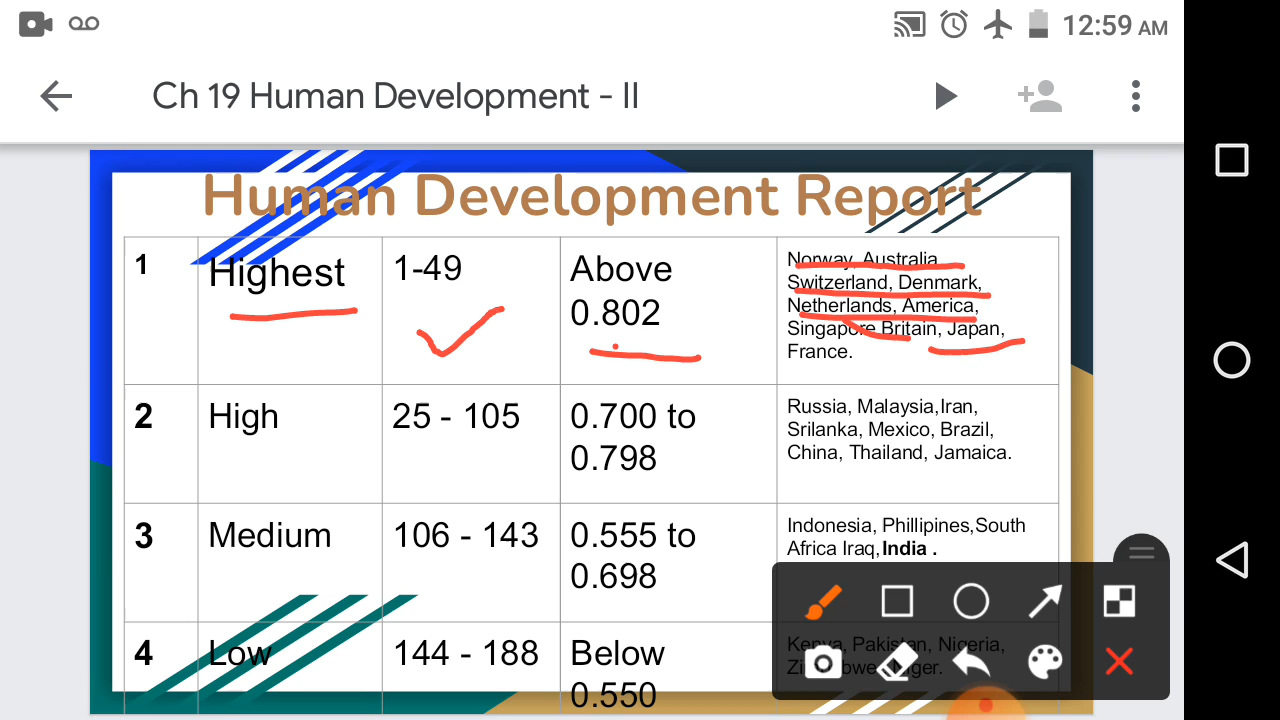 12:59 AM
Ch 19 Human Development - II
Human Development Report
1
Highest
1-49
Above
0.802
Norway, Australia
Switzerland, Denmark,
Netherlands, America,
Singapore Britain, Japan,
France.
2
High
25 - 105
0.700 to
0.798
Russia, Malaysia,Iran,
Srilanka, Mexico, Brazil,
China, Thailand, Jamaica.
3
Medium
106 - 143
0.555 to
0.698
Indonesia, Phillipines,South
Africa Iraq,India .
4
Low
144 - 188
Below
0.550
Kenya, Pakistan, Nigeria,